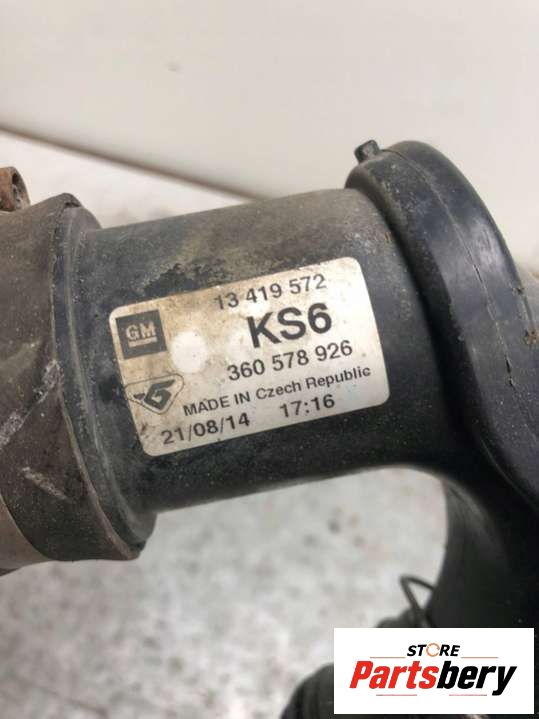 13 419 572
GM
KS6
360 578 926
G
MADE IN Czech Republic
21/08/14 17:16
STORE
Partsbery